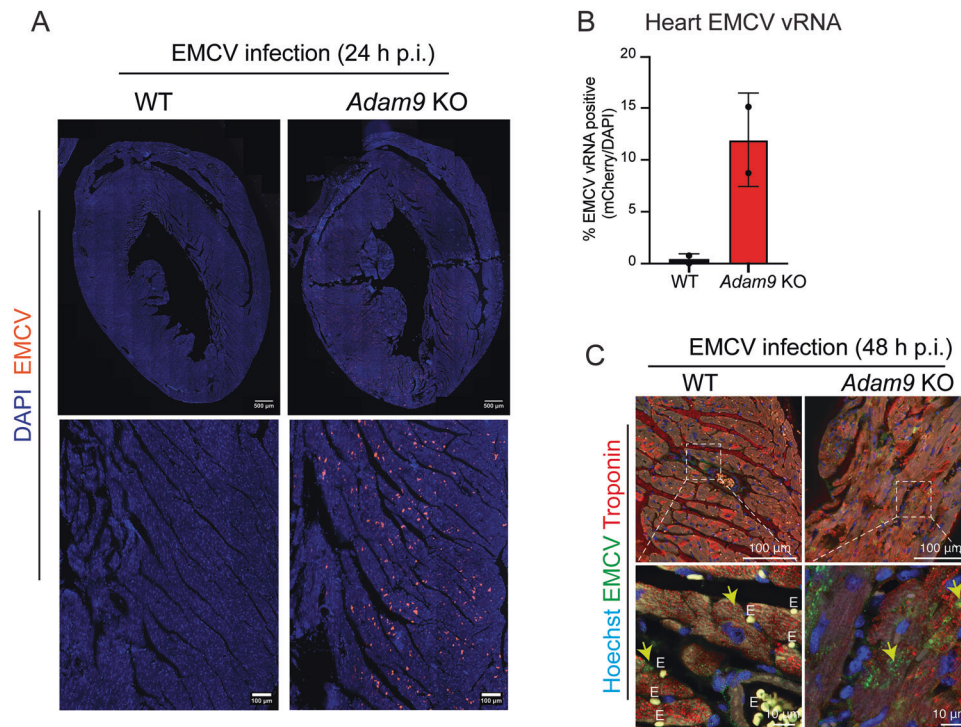 A
EMCV infection (24 h p.i.)
WT
Adam9 KO
DAPI EMCV
500 µm
500 µm
100 µm
100 µm
B
Heart EMCV vRNA
% EMCV vRNA positive
(mCherry/DAPI)
20
15
10
5
0
WT
Adam9 KO
C
EMCV infection (48 h p.i.)
WT
Adam9 KO
Hoechst EMCV Troponin
100 µm
100 µm
E
E
E
E
E
E
E
10 µm
10 µm